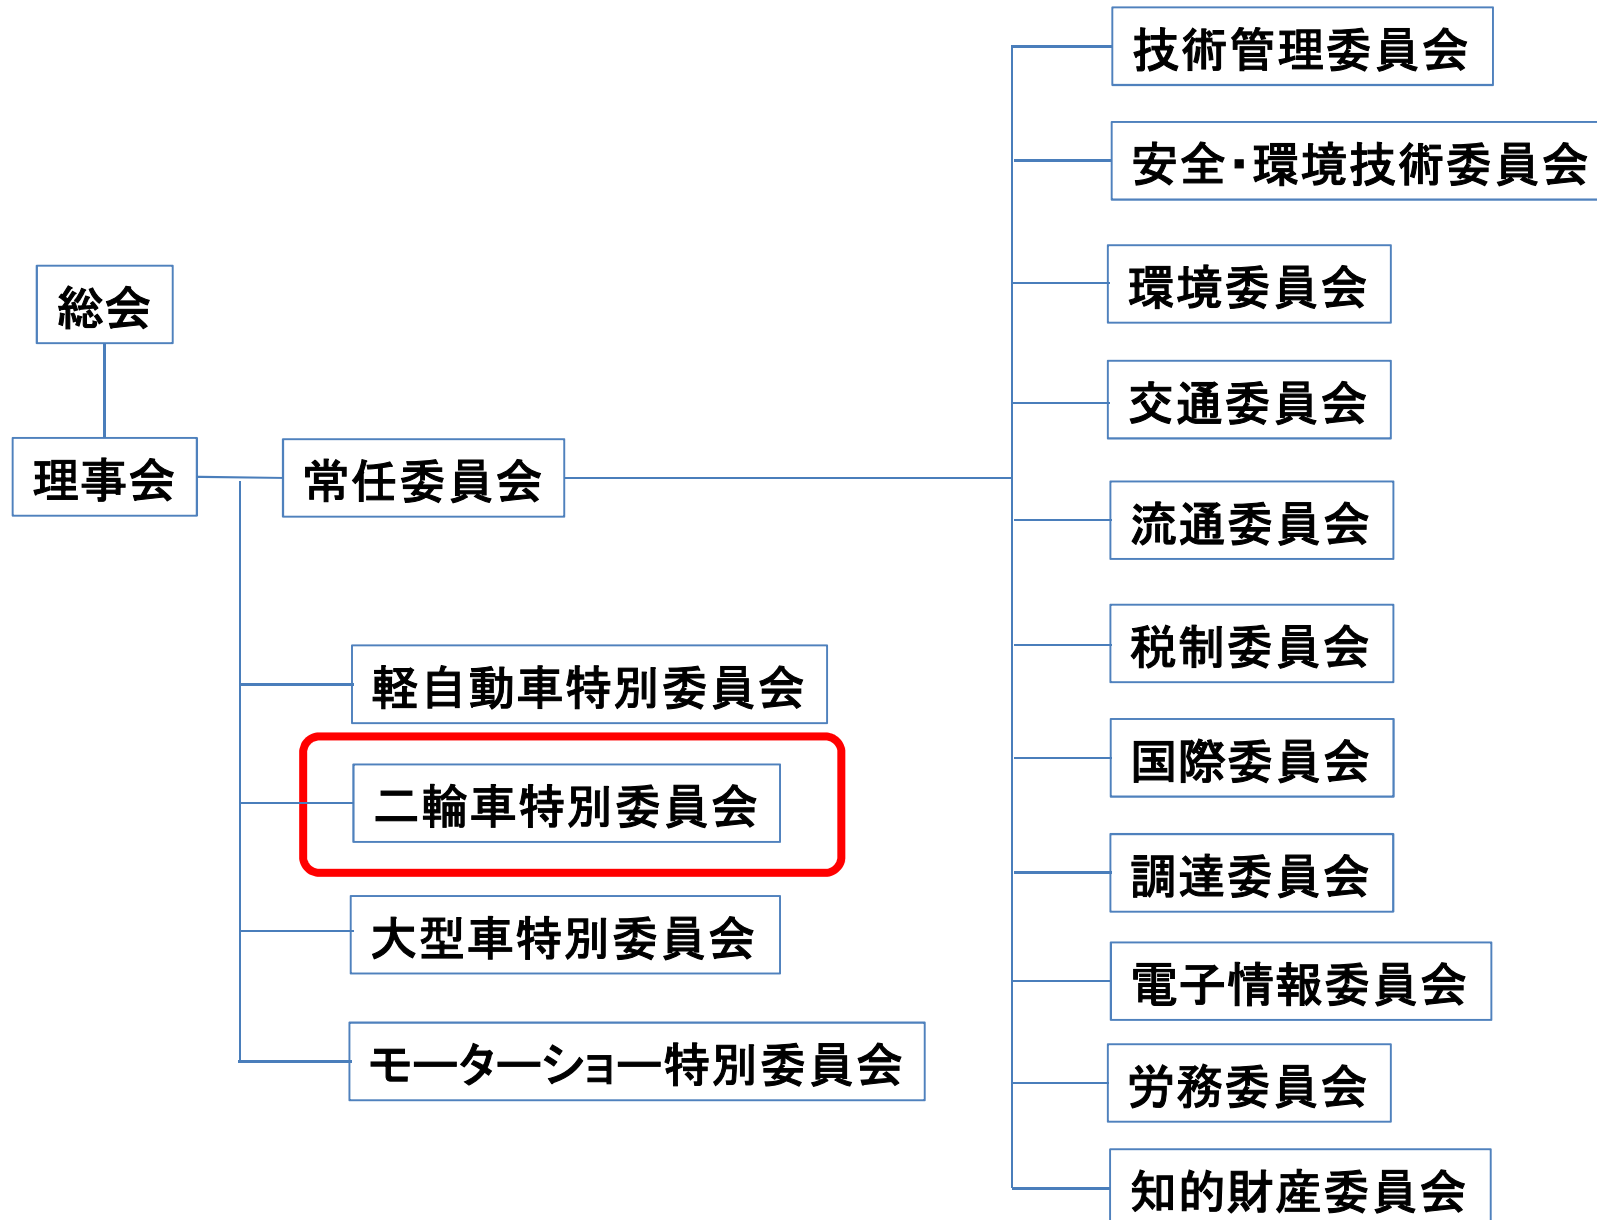 総会
理事会
常任委員会
軽自動車特別委員会
二輪車特別委員会
大型車特別委員会
モーターショー特別委員会
技術管理委員会
安全・環境技術委員会
環境委員会
交通委員会
流通委員会
税制委員会
国際委員会
調達委員会
電子情報委員会
労務委員会
知的財産委員会